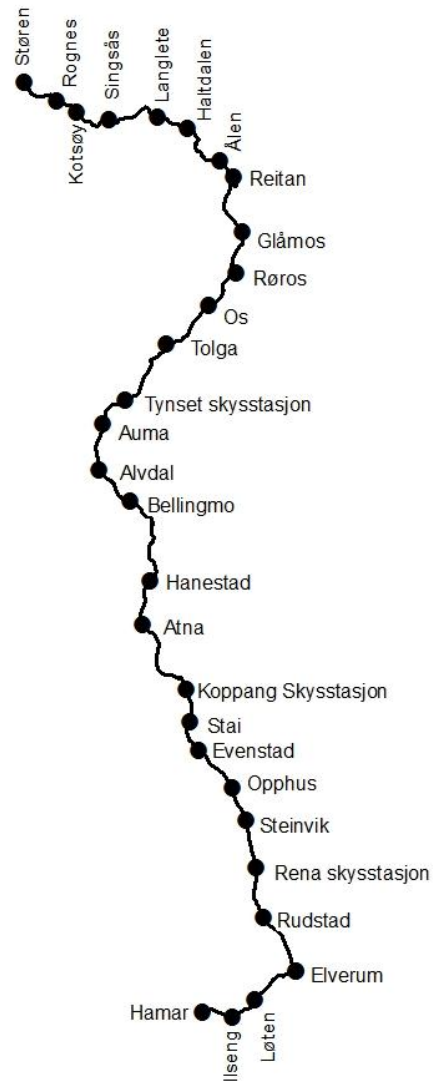 Støren
Rognes
Kotsøy
Singsås
Langlete
Haltdalen
Ålen
Reitan
Glåmos
Røros
Os
Tolga
Tynset skysstasjon
Auma
Alvdal
Bellingmo
Hanestad
Atna
Koppang Skysstasjon
Stai
Evenstad
Opphus
Steinvik
Rena skysstasjon
Rudstad
Elverum
Løten
Ilseng
Hamar